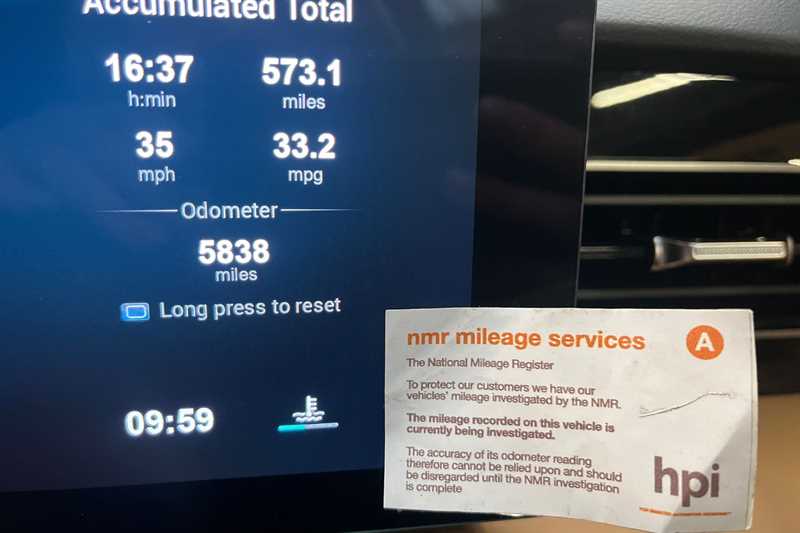 Accumulated Total
16:37 573.1
h:min miles
35 33.2
mph mpg
Odometer
5838
miles
Long press to reset
09:59
nmr mileage services A
The National Mileage Register
To protect our customers we have our
vehicles' mileage investigated by the NMR.
The mileage recorded on this vehicle is
currently being investigated.
The accuracy of its odometer reading
therefore cannot be relied upon and should
be disregarded until the NMR investigation
is complete
hpi